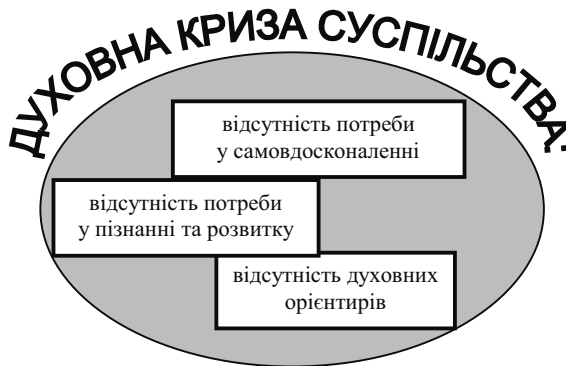 ДУХОВНА КРИЗА СУСПІЛЬСТВА
відсутність потреби
у самовдосконаленні
відсутність потреби
у пізнанні та розвитку
відсутність духовних
орієнтирів